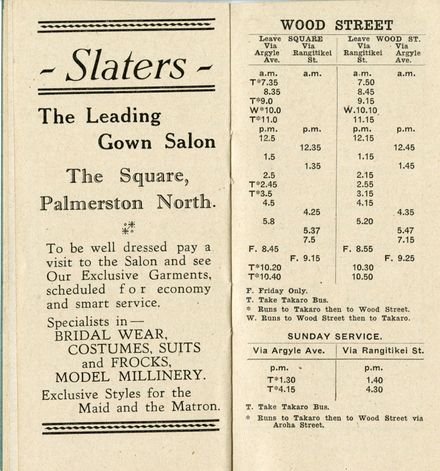 - Slaters -
The Leading
Gown Salon
The Square,
Palmerston North.
To be well dressed pay a
visit to the Salon and see
Our Exclusive Garments,
scheduled for economy
and smart service.
Specialists in—
BRIDAL WEAR,
COSTUMES, SUITS
and FROCKS,
MODEL MILLINERY.
Exclusive Styles for the
Maid and the Matron.
WOOD STREET
Leave SQUARE Leave WOOD ST.
Via Via Via Via
Argyle Rangitikei Rangitikei Argyle
Ave. St. St. Ave.
a.m. a.m. a.m. a.m.
T*7.35 7.50
8.35 8.45
T*9.0 9.15
W*10.0 W.10.10
T*11.0 11.15
p.m. p.m. p.m. p.m.
12.5 12.15
12.35 12.45
1.5 1.15
1.35 1.45
2.5 2.15
T*2.45 2.55
T*3.5 3.15
4.5 4.15
4.25 4.35
5.8 5.20
5.37 5.47
7.5 7.15
F. 8.45 F. 8.55
F. 9.15 F. 9.25
T*10.20 10.30
T*10.40 10.50
F. Friday Only.
T. Take Takaro Bus.
* Runs to Takaro then to Wood Street.
W. Runs to Wood Street then to Takaro.
SUNDAY SERVICE.
Via Argyle Ave. Via Rangitikei St.
p.m. p.m.
T*1.30 1.40
T*4.15 4.30
T. Take Takaro Bus.
* Runs to Takaro then to Wood Street via
Aroha Street.